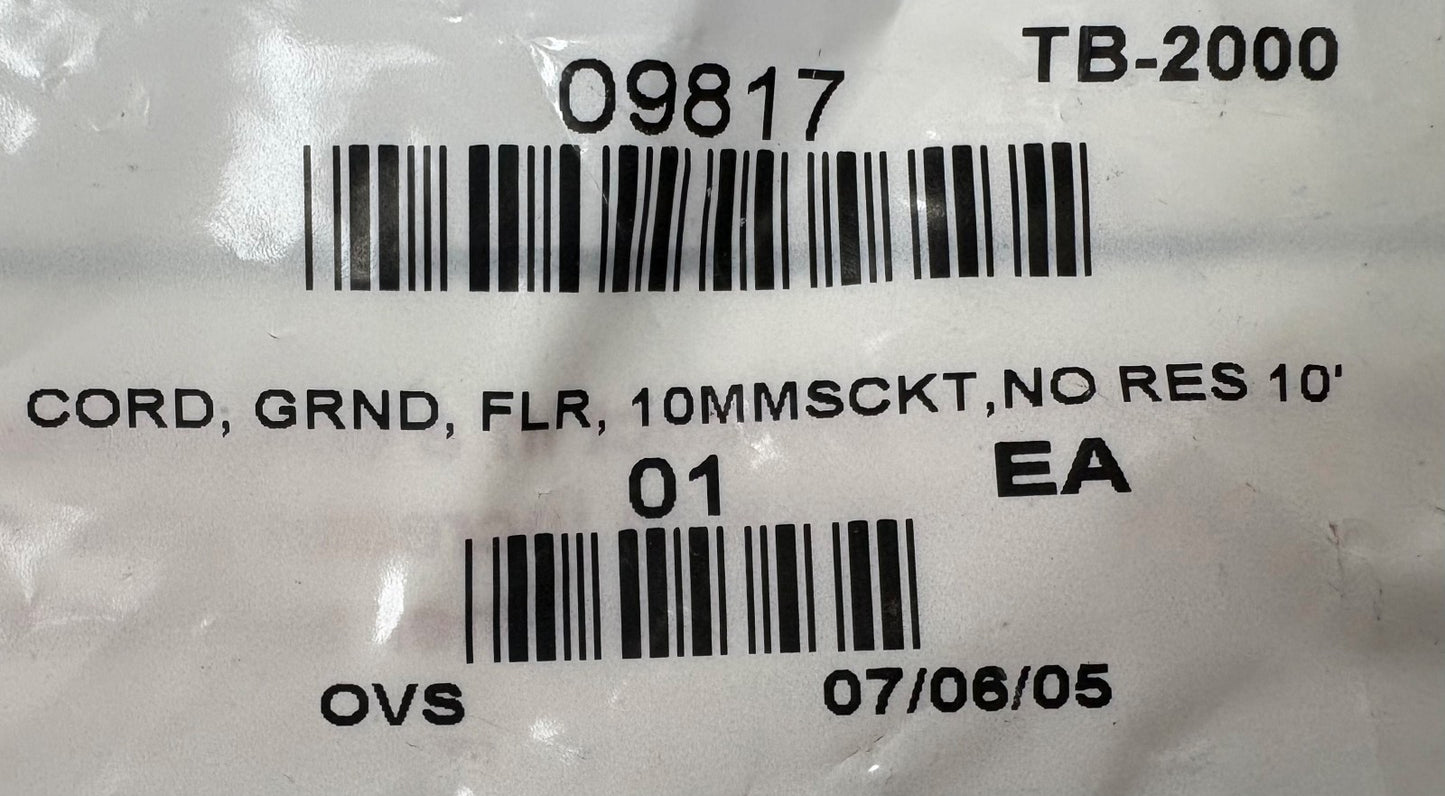 TB-2000
09817
CORD, GRND, FLR, 10MMSCKT,NO RES 10'
01 EA
OVS 07/06/05